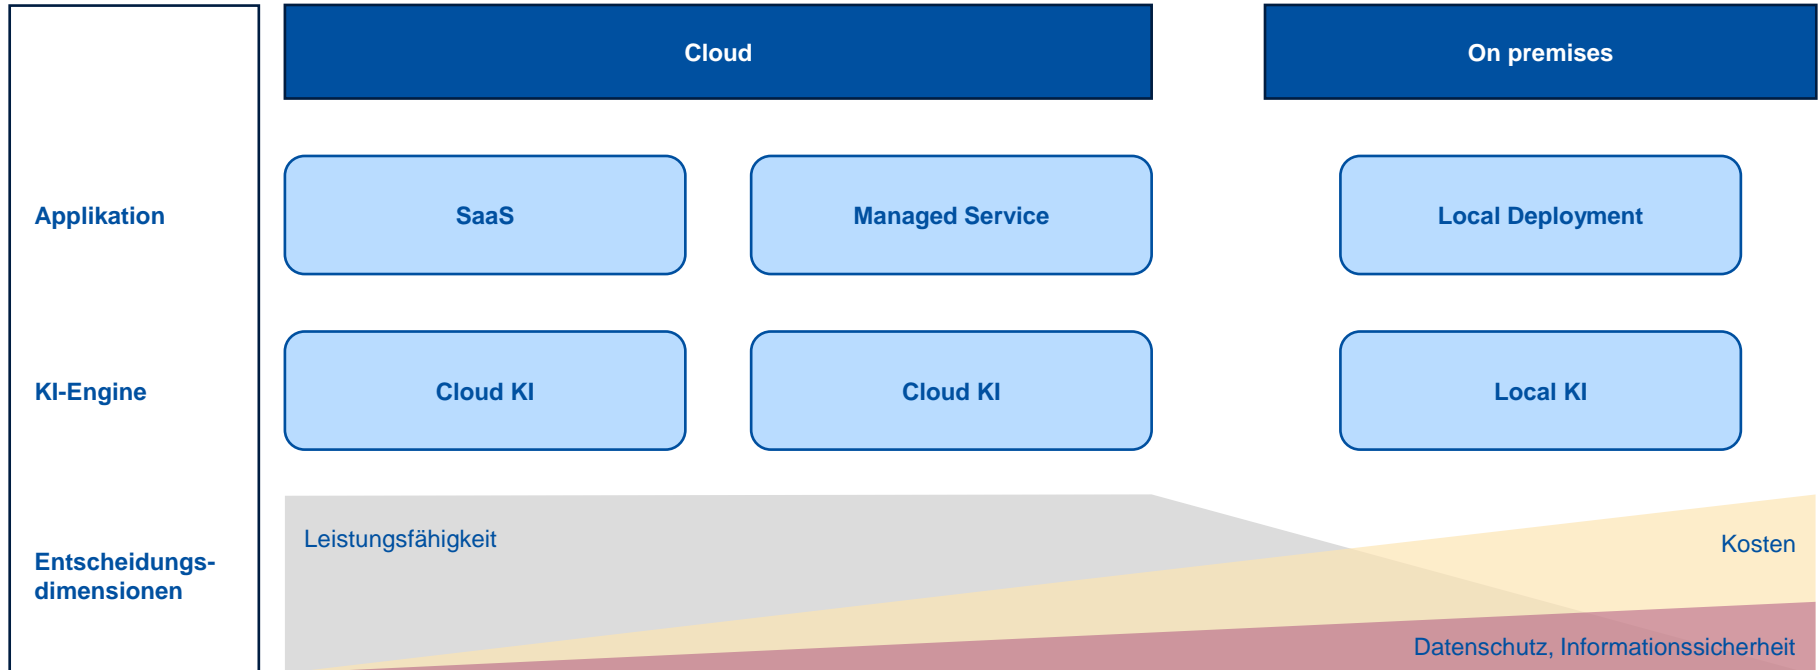 Cloud
On premises
Applikation
SaaS
Managed Service
Local Deployment
KI-Engine
Cloud KI
Cloud KI
Local KI
Entscheidungs-
dimensionen
Leistungsfähigkeit
Kosten
Datenschutz, Informationssicherheit